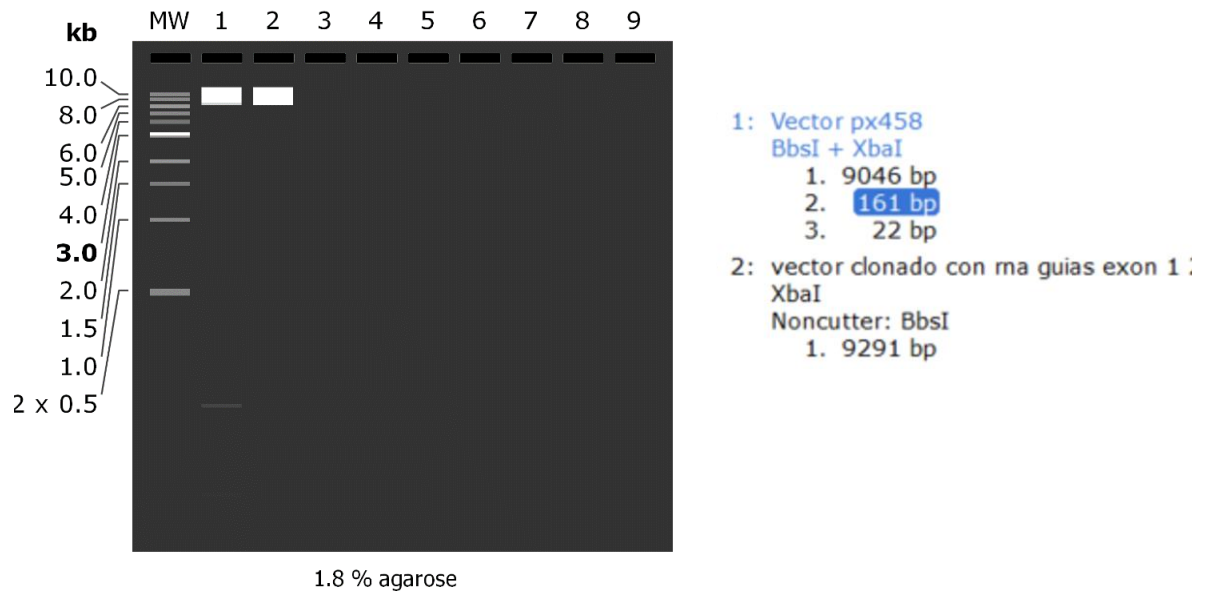 kb
MW 1 2 3 4 5 6 7 8 9
10.0
8.0
6.0
5.0
4.0
3.0
2.0
1.5
1.0
2 x 0.5
1.8 % agarose
1: Vector px458
BbsI + XbaI
1. 9046 bp
2. 161 bp
3. 22 bp
2: vector clonado con rna guias exon 1
XbaI
Noncutter: BbsI
1. 9291 bp